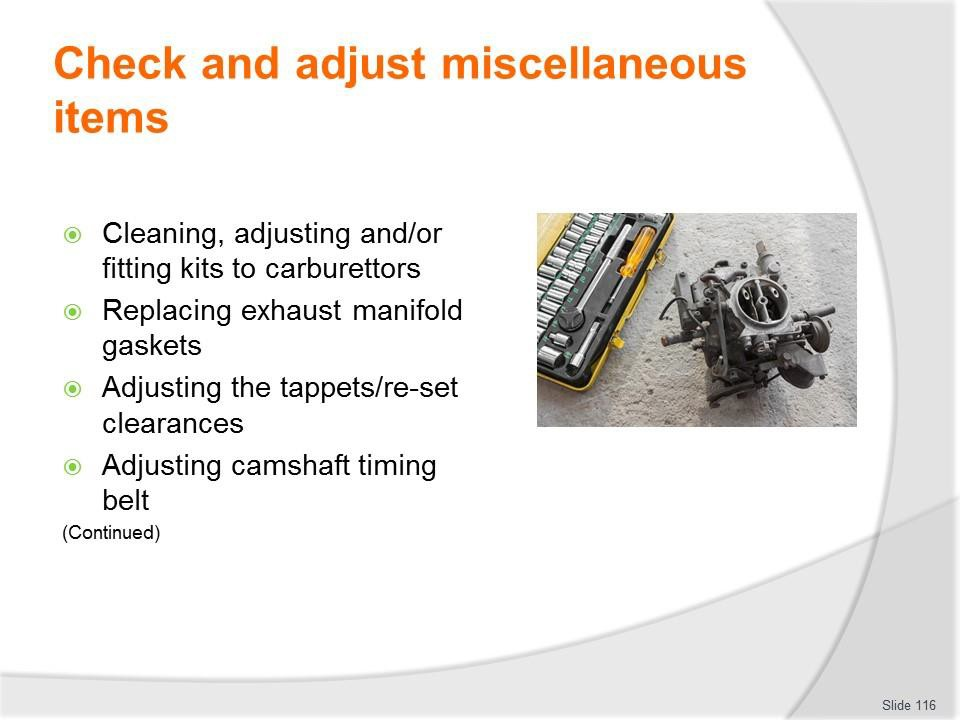 Check and adjust miscellaneous
items
Cleaning, adjusting and/or
fitting kits to carburettors
Replacing exhaust manifold
gaskets
Adjusting the tappets/re-set
clearances
Adjusting camshaft timing
belt
(Continued)
Slide 116